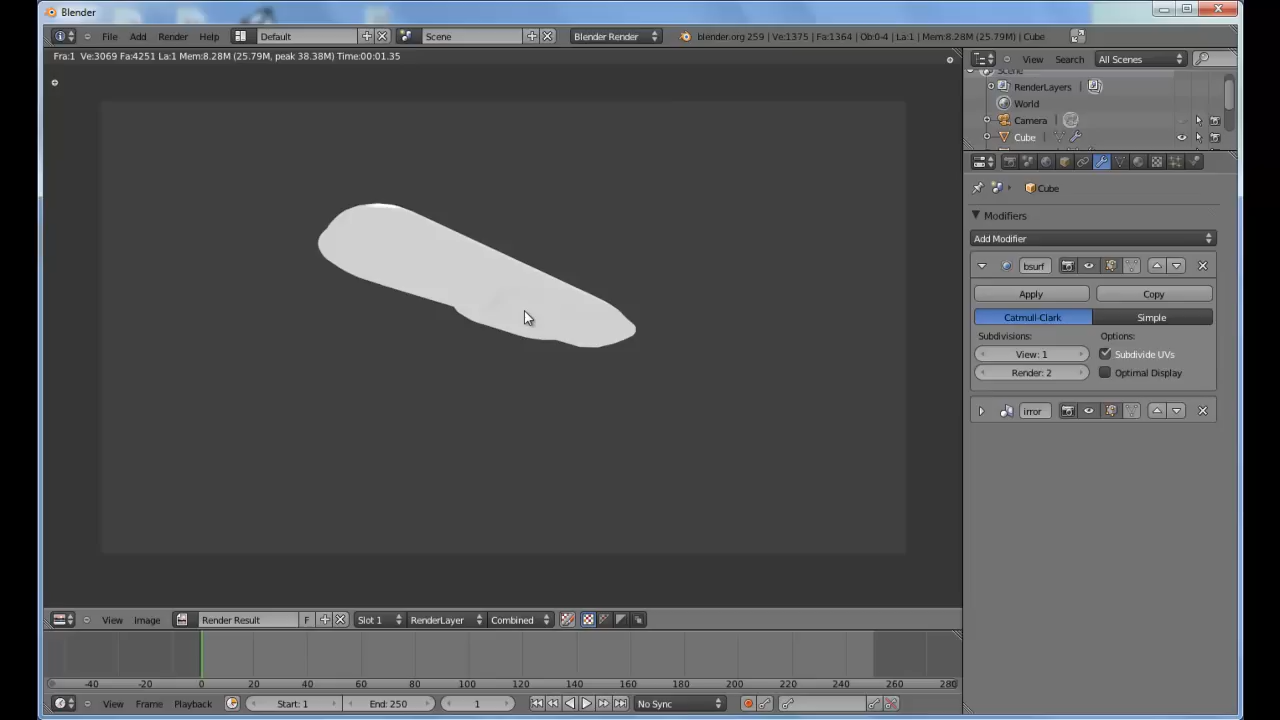 Blender
File Add Render Help Default Scene Blender Render blender.org 259 | Ve:1375 | Fa:1364 | Ob:0-4 | La:1 | Mem:8.28M (25.79M) | Cube
Fra:1 Ve:3069 Fa:4251 La:1 Mem:8.28M (25.79M, peak 38.38M) Time:00:01.35
View Search All Scenes
Scene
RenderLayers |
World
Camera |
Cube |
Cube
Modifiers
Add Modifier
bsurf
Apply Copy
Catmull-Clark Simple
Subdivisions: Options:
View: 1 Subdivide UVs
Render: 2 Optimal Display
irror
View Image Render Result F Slot 1 RenderLayer Combined
-40 -20 0 20 40 60 80 100 120 140 160 180 200 220 240 260 280
View Frame Playback Start: 1 End: 250 1 No Sync